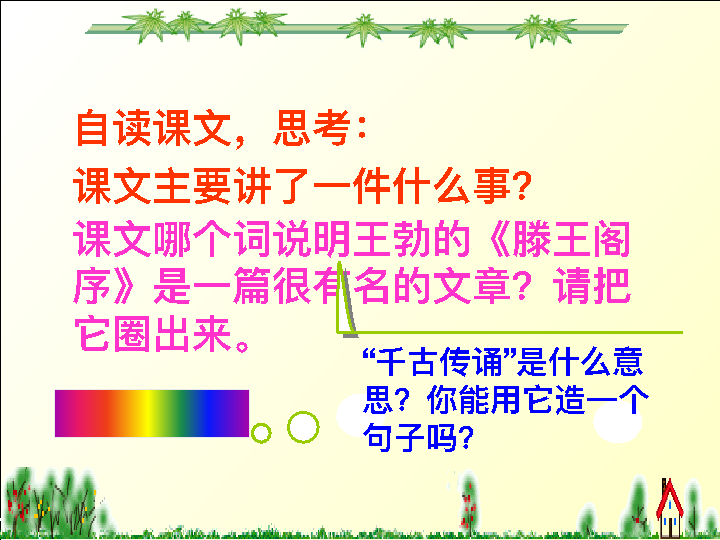 自读课文，思考：
课文主要讲了一件什么事？
课文哪个词说明王勃的《滕王阁
序》是一篇很有名的文章？请把
它圈出来。
“千古传诵”是什么意
思？你能用它造一个
句子吗？